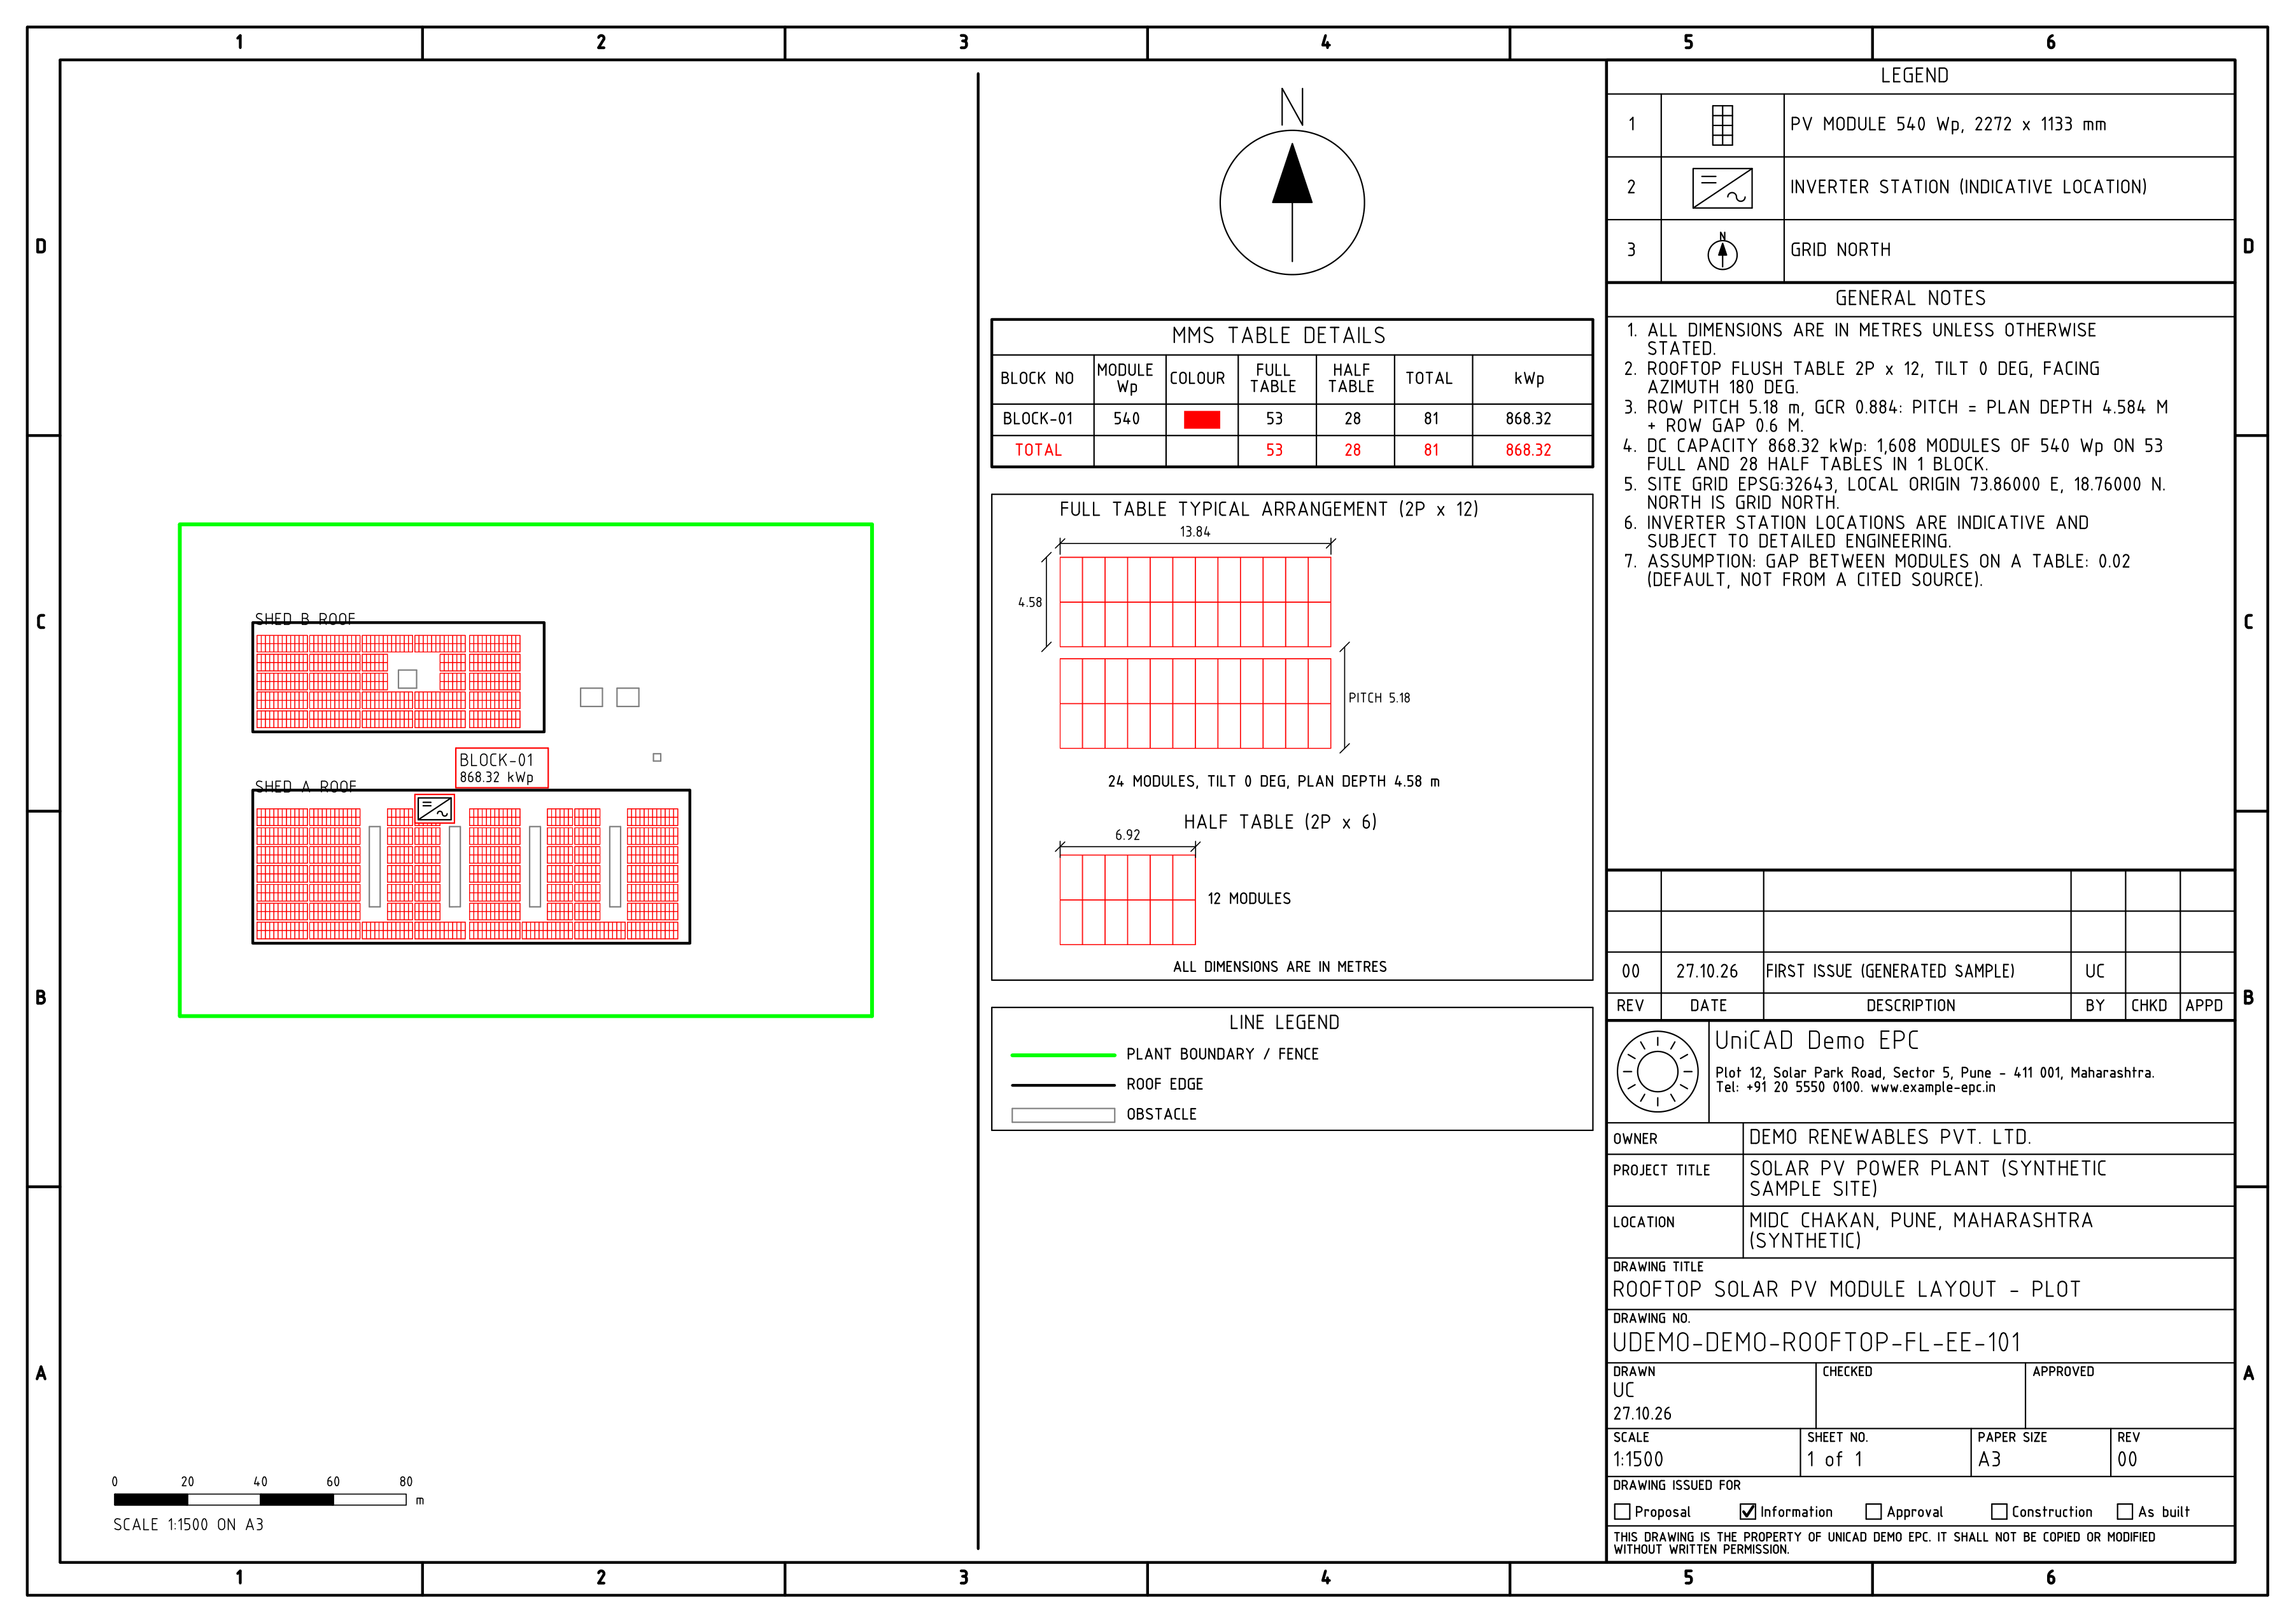 1 2 3 4 5 6
D
C
B
A
SHED B ROOF
BLOCK-01
868.32 kWp
SHED A ROOF
0 20 40 60 80
m
SCALE 1:1500 ON A3
N
MMS TABLE DETAILS
BLOCK NO MODULE Wp COLOUR FULL TABLE HALF TABLE TOTAL kWp
BLOCK-01 540 53 28 81 868.32
TOTAL 53 28 81 868.32
FULL TABLE TYPICAL ARRANGEMENT (2P x 12)
13.84
4.58
PITCH 5.18
24 MODULES, TILT 0 DEG, PLAN DEPTH 4.58 m
HALF TABLE (2P x 6)
6.92
12 MODULES
ALL DIMENSIONS ARE IN METRES
LINE LEGEND
PLANT BOUNDARY / FENCE
ROOF EDGE
OBSTACLE
LEGEND
1 PV MODULE 540 Wp, 2272 x 1133 mm
2 INVERTER STATION (INDICATIVE LOCATION)
3 N GRID NORTH
GENERAL NOTES
1. ALL DIMENSIONS ARE IN METRES UNLESS OTHERWISE
STATED.
2. ROOFTOP FLUSH TABLE 2P x 12, TILT 0 DEG, FACING
AZIMUTH 180 DEG.
3. ROW PITCH 5.18 m, GCR 0.884: PITCH = PLAN DEPTH 4.584 M
+ ROW GAP 0.6 M.
4. DC CAPACITY 868.32 kWp: 1,608 MODULES OF 540 Wp ON 53
FULL AND 28 HALF TABLES IN 1 BLOCK.
5. SITE GRID EPSG:32643, LOCAL ORIGIN 73.86000 E, 18.76000 N.
NORTH IS GRID NORTH.
6. INVERTER STATION LOCATIONS ARE INDICATIVE AND
SUBJECT TO DETAILED ENGINEERING.
7. ASSUMPTION: GAP BETWEEN MODULES ON A TABLE: 0.02
(DEFAULT, NOT FROM A CITED SOURCE).
00 27.10.26 FIRST ISSUE (GENERATED SAMPLE) UC
REV DATE DESCRIPTION BY CHKD APPD
UniCAD Demo EPC
Plot 12, Solar Park Road, Sector 5, Pune - 411 001, Maharashtra.
Tel: +91 20 5550 0100. www.example-epc.in
OWNER DEMO RENEWABLES PVT. LTD.
PROJECT TITLE SOLAR PV POWER PLANT (SYNTHETIC
SAMPLE SITE)
LOCATION MIDC CHAKAN, PUNE, MAHARASHTRA
(SYNTHETIC)
DRAWING TITLE
ROOFTOP SOLAR PV MODULE LAYOUT - PLOT
DRAWING NO.
UDEMO-DEMO-ROOFTOP-FL-EE-101
DRAWN CHECKED APPROVED
UC
27.10.26
SCALE SHEET NO. PAPER SIZE REV
1:1500 1 of 1 A3 00
DRAWING ISSUED FOR
Proposal Information Approval Construction As built
THIS DRAWING IS THE PROPERTY OF UNICAD DEMO EPC. IT SHALL NOT BE COPIED OR MODIFIED
WITHOUT WRITTEN PERMISSION.
D
C
B
A
1 2 3 4 5 6